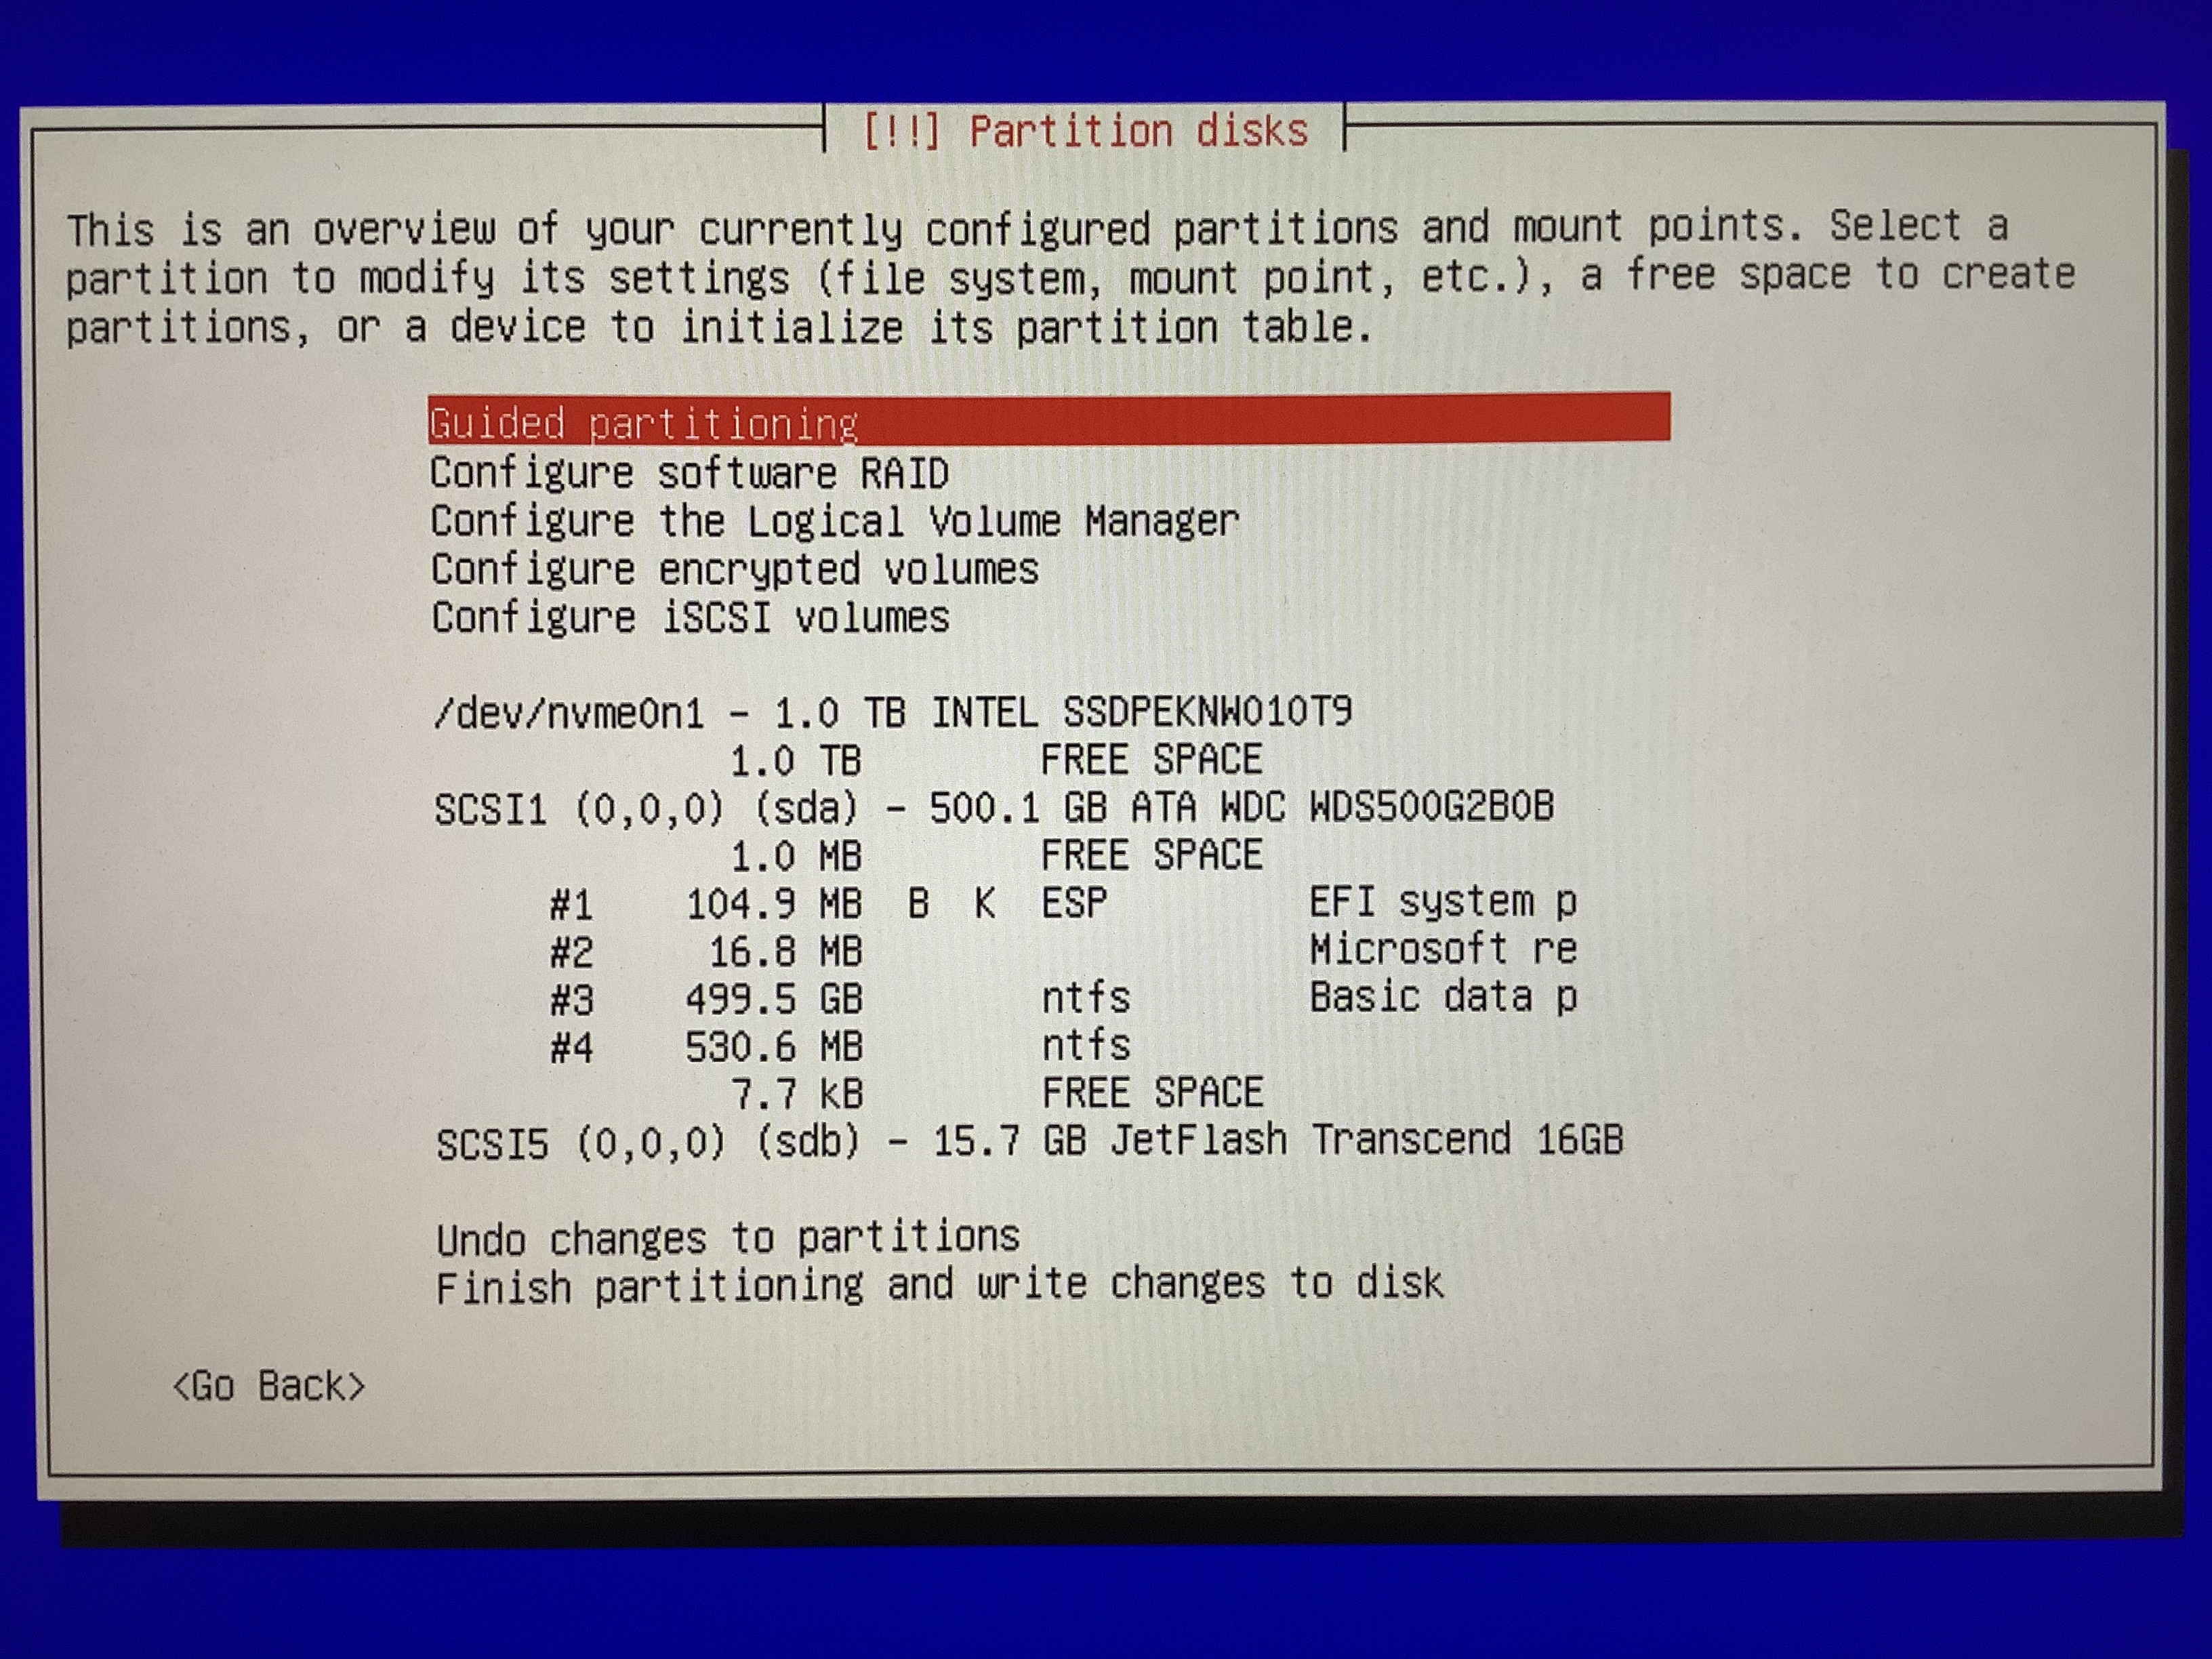 [!!] Partition disks
This is an overview of your currently configured partitions and mount points. Select a
partition to modify its settings (file system, mount point, etc.), a free space to create
partitions, or a device to initialize its partition table.
Guided partitioning
Configure software RAID
Configure the Logical Volume Manager
Configure encrypted volumes
Configure iSCSI volumes
/dev/nvme0n1 - 1.0 TB INTEL SSDPEKNW010T9
1.0 TB FREE SPACE
SCSI1 (0,0,0) (sda) - 500.1 GB ATA WDC WDS500G2B0B
1.0 MB FREE SPACE
#1 104.9 MB B K ESP EFI system p
#2 16.8 MB Microsoft re
#3 499.5 GB ntfs Basic data p
#4 530.6 MB ntfs
7.7 kB FREE SPACE
SCSI5 (0,0,0) (sdb) - 15.7 GB JetFlash Transcend 16GB
Undo changes to partitions
Finish partitioning and write changes to disk
<Go Back>